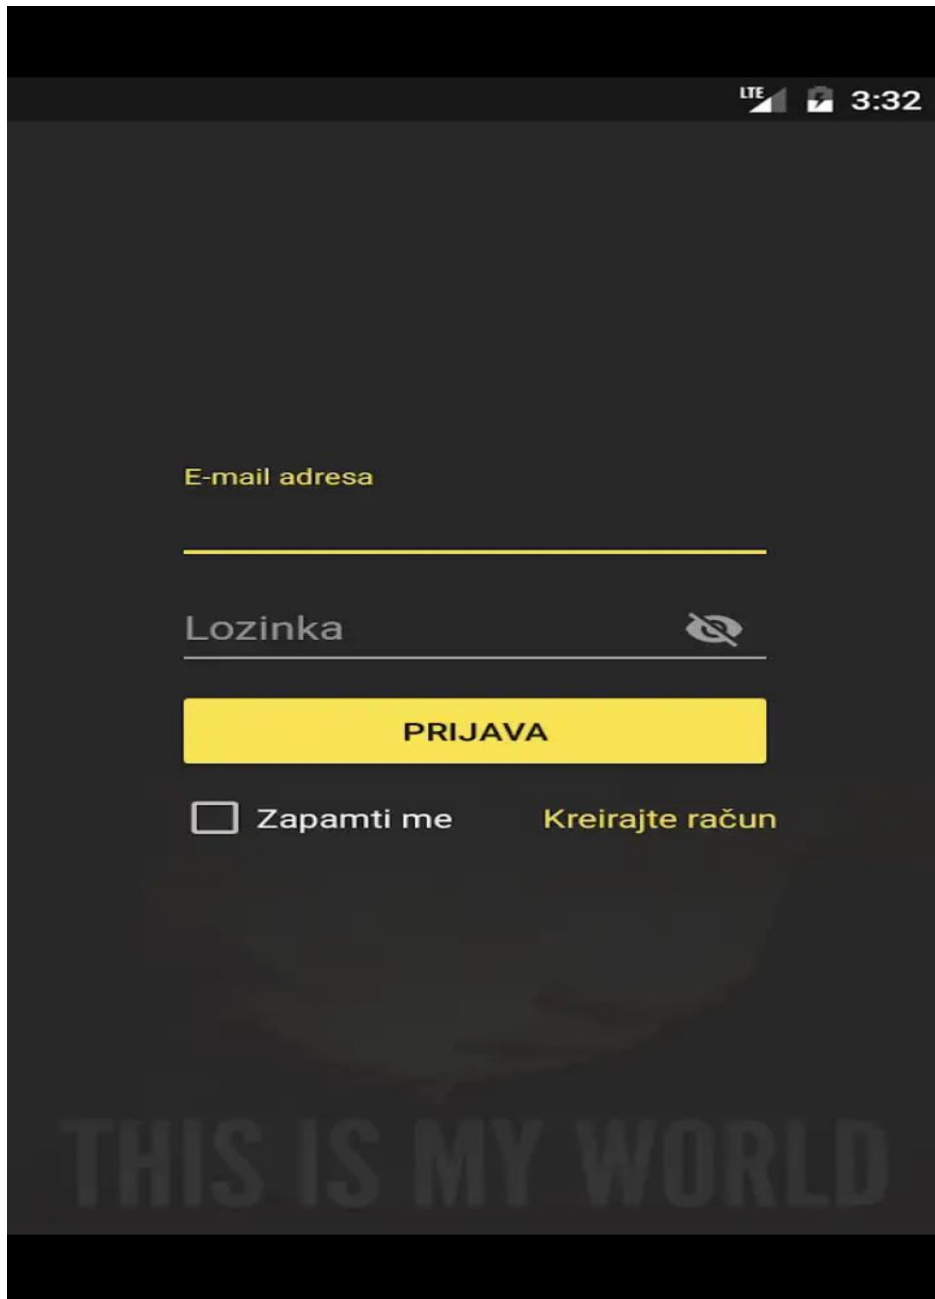 LTE 3:32
E-mail adresa
Lozinka
PRIJAVA
Zapamti me Kreirajte račun
THIS IS MY WORLD